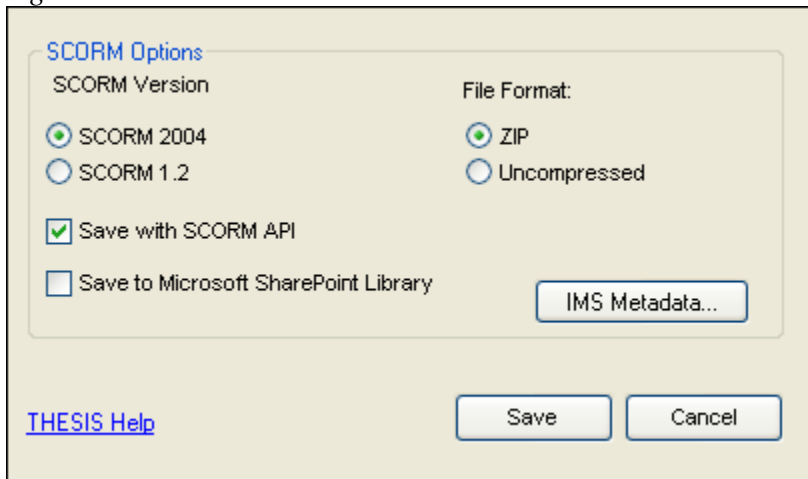 SCORM Options
SCORM Version
File Format:
SCORM 2004
ZIP
SCORM 1.2
Uncompressed
Save with SCORM API
Save to Microsoft SharePoint Library
IMS Metadata...
THESIS Help
Save
Cancel